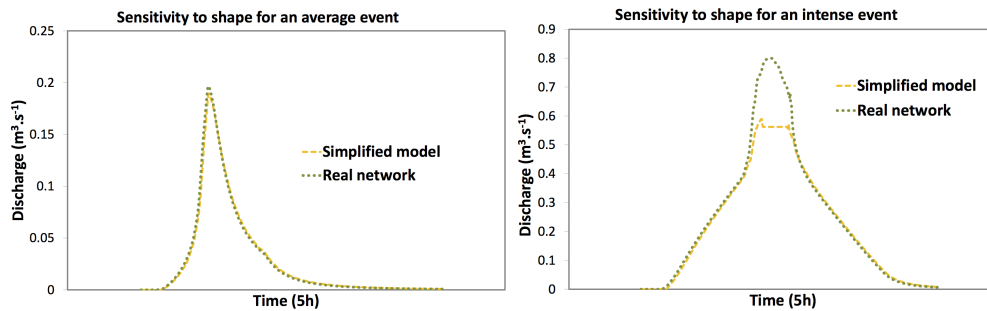 Sensitivity to shape for an average event
0.25
0.2
0.15
0.1
0.05
0
Discharge (m³.s-¹)
Simplified model
Real network
Time (5h)
Sensitivity to shape for an intense event
0.9
0.8
0.7
0.6
0.5
0.4
0.3
0.2
0.1
0
Discharge (m³.s-¹)
Simplified model
Real network
Time (5h)